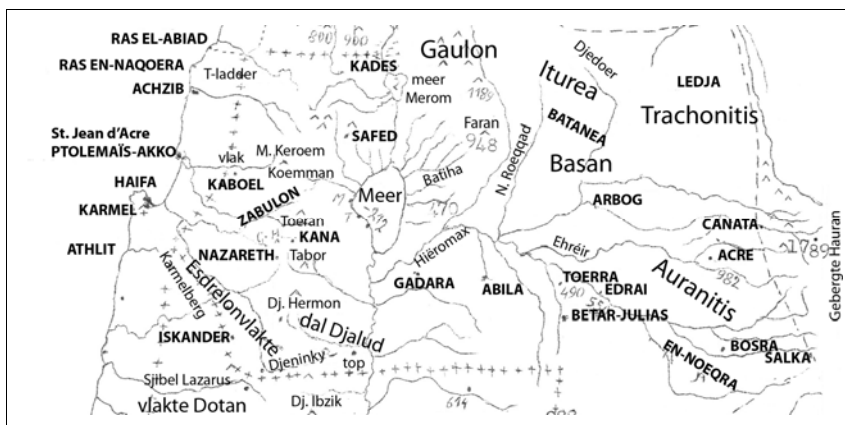 RAS EL-ABIAD
800
900
Gaulon
Djedoer
RAS EN-NAQOERA
T-ladder
KADES
meer
Merom
Iturea
LEDJA
ACHZIB
1189
Trachonitis
St. Jean d'Acre
PTOLEMAÏS-AKKO
SAFED
Faran
948
BATANEA
vlak
M. Keroem
Koemman
Basan
HAIFA
KABOEL
Meer
Batiha
N. Roeqqad
KARMEL
ZABULON
212
ARBOG
Toeran
CANATA
ATHLIT
NAZARETH
KANA
Tabor
Hiëromax
Ehréir
ACRE
1789
Gebergte Hauran
Karmelberg
Esdrelonvlakte
GADARA
ABILA
TOERRA
490
EDRAI
Auranitis
982
Dj. Hermon
dal Djalud
BETAR-JULIAS
ISKANDER
BOSRA
SALKA
Djeninky
top
EN-NOEQRA
Sjibel Lazarus
vlakte Dotan
Dj. Ibzik
614